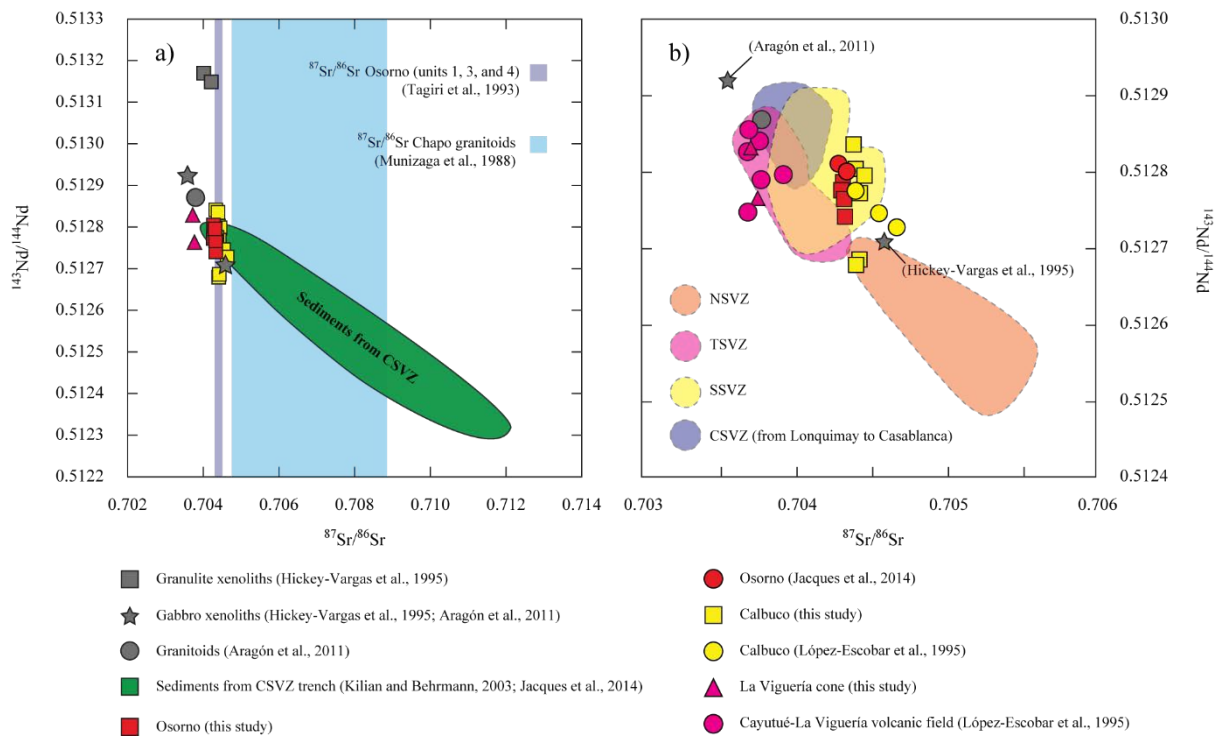 a)
0.5133
0.5132
0.5131
0.5130
0.5129
0.5128
0.5127
0.5126
0.5125
0.5124
0.5123
0.5122
¹⁴³Nd/¹⁴⁴Nd
⁸⁷Sr/⁸⁶Sr Osorno (units 1, 3, and 4)
(Tagiri et al., 1993)
⁸⁷Sr/⁸⁶Sr Chapo granitoids
(Munizaga et al., 1988)
Sediments from CSVZ
0.702 0.704 0.706 0.708 0.710 0.712 0.714
⁸⁷Sr/⁸⁶Sr
b)
(Aragón et al., 2011)
(Hickey-Vargas et al., 1995)
NSVZ
TSVZ
SSVZ
CSVZ (from Lonquimay to Casablanca)
0.5130
0.5129
0.5128
0.5127
0.5126
0.5125
0.5124
¹⁴³Nd/¹⁴⁴Nd
0.703 0.704 0.705 0.706
⁸⁷Sr/⁸⁶Sr
Granulite xenoliths (Hickey-Vargas et al., 1995)
Gabbro xenoliths (Hickey-Vargas et al., 1995; Aragón et al., 2011)
Granitoids (Aragón et al., 2011)
Sediments from CSVZ trench (Kilian and Behrmann, 2003; Jacques et al., 2014)
Osorno (this study)
Osorno (Jacques et al., 2014)
Calbuco (this study)
Calbuco (López-Escobar et al., 1995)
La Viguería cone (this study)
Cayutué-La Viguería volcanic field (López-Escobar et al., 1995)